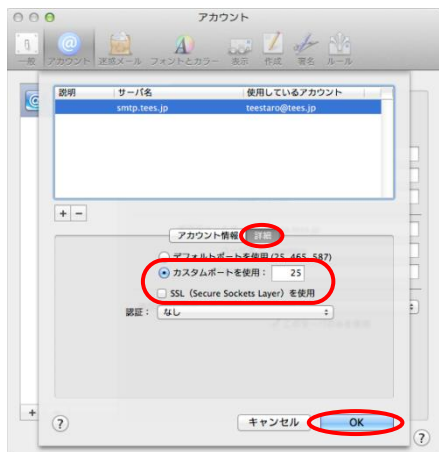 アカウント
一般 アカウント 迷惑メール フォントとカラー 表示 作成 署名 ルール
説明 サーバ名 使用しているアカウント
smtp.tees.jp teestaro@tees.jp
+ −
アカウント情報 詳細
デフォルトポートを使用 (25, 465, 587)
カスタムポートを使用： 25
SSL（Secure Sockets Layer）を使用
認証： なし
+
? キャンセル OK
?